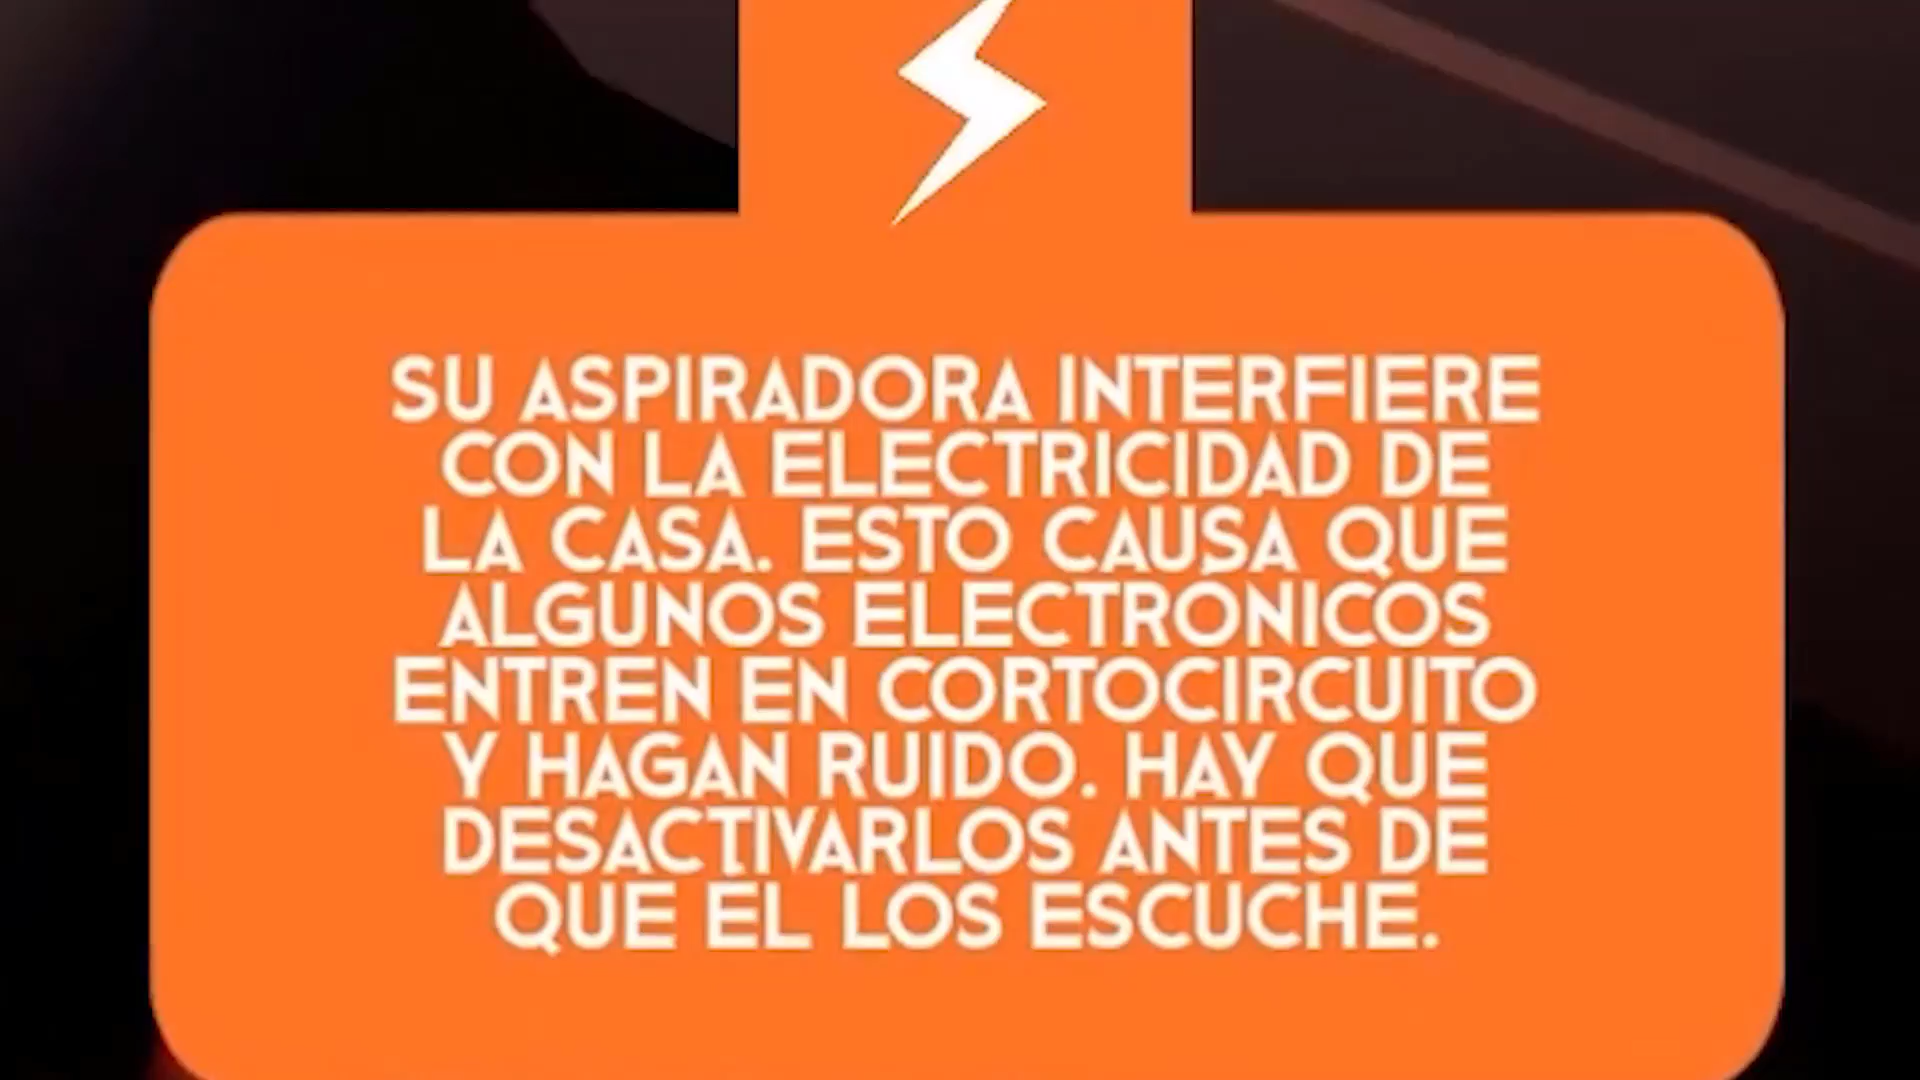 SU ASPIRADORA INTERFIERE
CON LA ELECTRICIDAD DE
LA CASA. ESTO CAUSA QUE
ALGUNOS ELECTRÓNICOS
ENTREN EN CORTOCIRCUITO
Y HAGAN RUIDO. HAY QUE
DESACTIVARLOS ANTES DE
QUE ÉL LOS ESCUCHE.